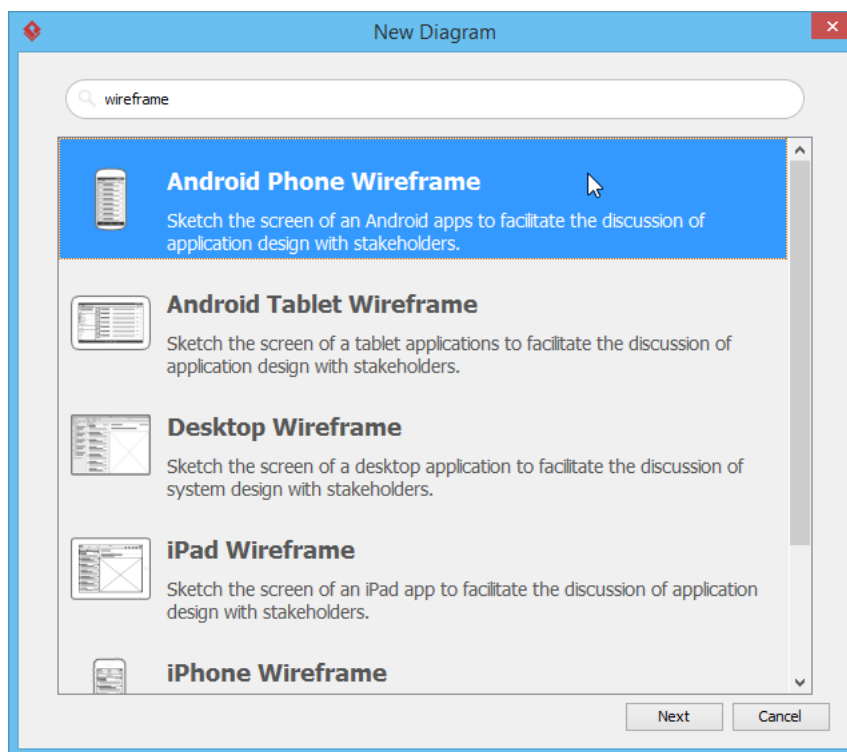 New Diagram
wireframe
Android Phone Wireframe
Sketch the screen of an Android apps to facilitate the discussion of
application design with stakeholders.
Android Tablet Wireframe
Sketch the screen of a tablet applications to facilitate the discussion of
application design with stakeholders.
Desktop Wireframe
Sketch the screen of a desktop application to facilitate the discussion of
system design with stakeholders.
iPad Wireframe
Sketch the screen of an iPad app to facilitate the discussion of application
design with stakeholders.
iPhone Wireframe
Next Cancel